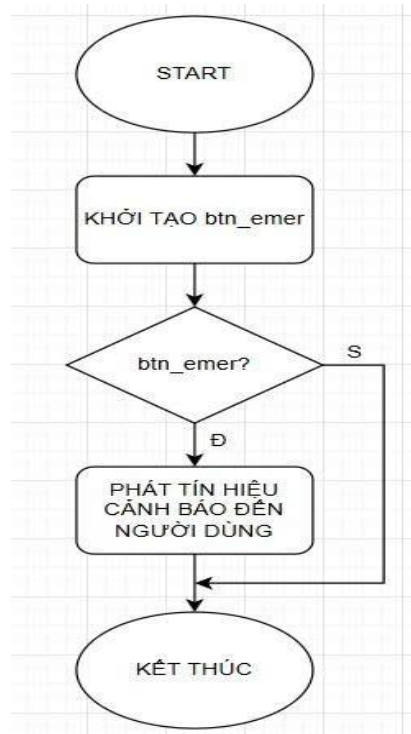 START
KHỞI TẠO btn_emer
btn_emer?
S
Đ
PHÁT TÍN HIỆU
CẢNH BÁO ĐẾN
NGƯỜI DÙNG
KẾT THÚC